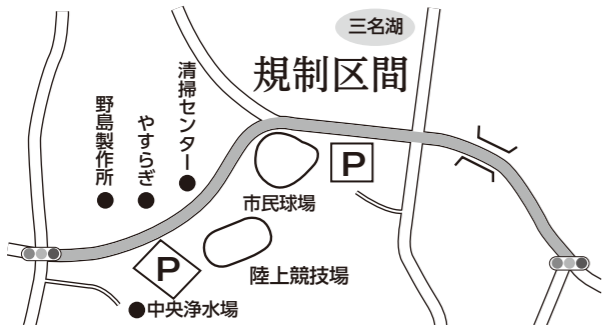 三名湖
規制区間
清掃センター
やすらぎ
野島製作所
P
市民球場
P
陸上競技場
中央浄水場